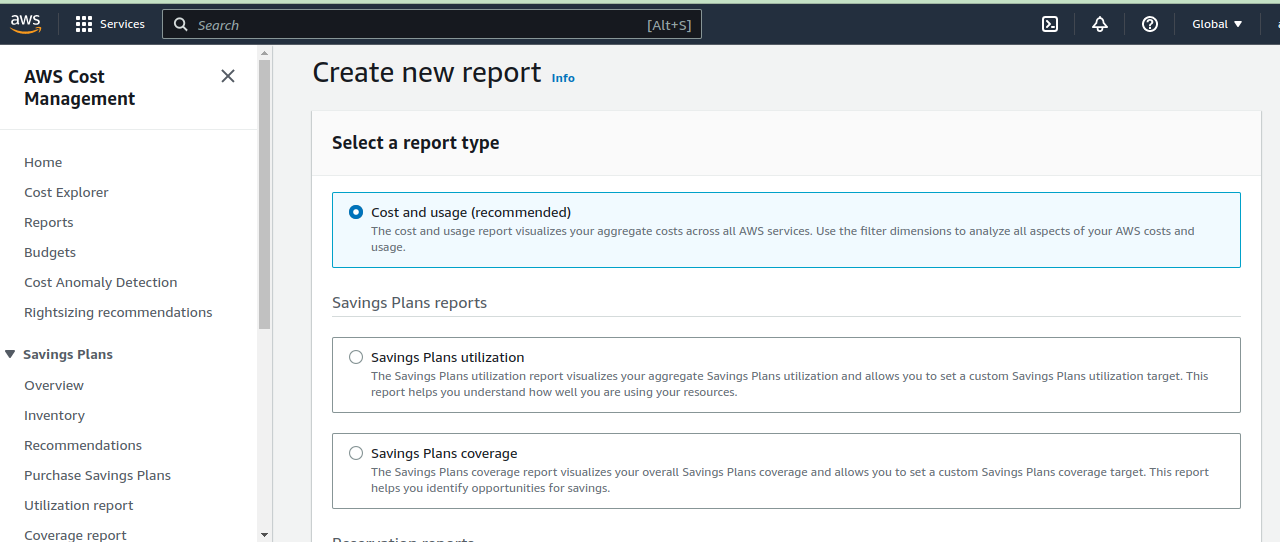 aws
Services
Search
[Alt+S]
Global
AWS Cost
Management
Home
Cost Explorer
Reports
Budgets
Cost Anomaly Detection
Rightsizing recommendations
Savings Plans
Overview
Inventory
Recommendations
Purchase Savings Plans
Utilization report
Coverage report
Create new report Info
Select a report type
Cost and usage (recommended)
The cost and usage report visualizes your aggregate costs across all AWS services. Use the filter dimensions to analyze all aspects of your AWS costs and
usage.
Savings Plans reports
Savings Plans utilization
The Savings Plans utilization report visualizes your aggregate Savings Plans utilization and allows you to set a custom Savings Plans utilization target. This
report helps you understand how well you are using your resources.
Savings Plans coverage
The Savings Plans coverage report visualizes your overall Savings Plans coverage and allows you to set a custom Savings Plans coverage target. This report
helps you identify opportunities for savings.
Reservation reports